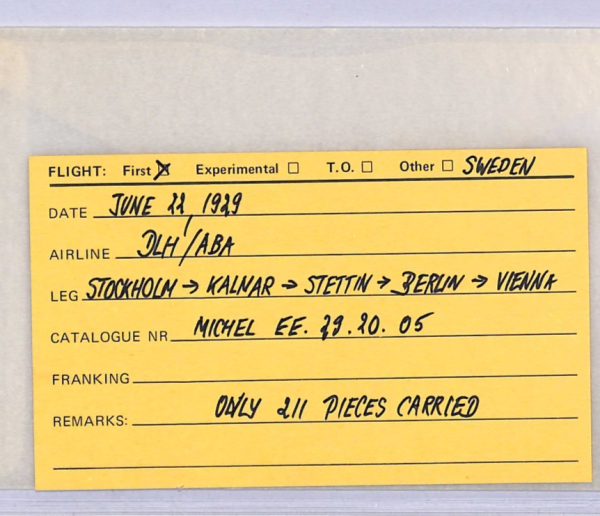 FLIGHT: First ☒ Experimental ☐ T.O. ☐ Other ☐ SWEDEN
DATE JUNE 22, 1929
AIRLINE DLH/ABA
LEG STOCKHOLM → KALMAR → STETTIN → BERLIN → VIENNA
CATALOGUE NR MICHEL EE. 29.20.05
FRANKING
REMARKS: ONLY 211 PIECES CARRIED